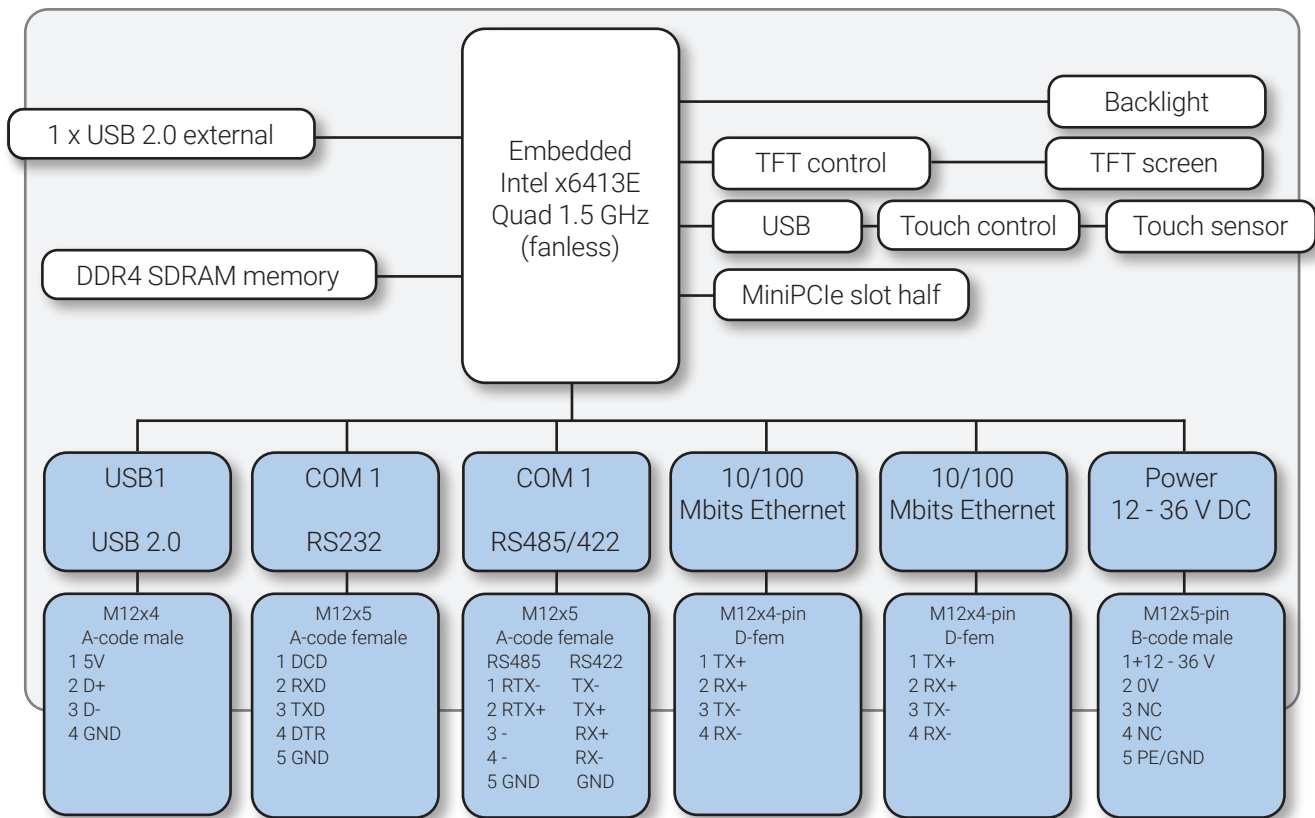 Embedded
Intel x6413E
Quad 1.5 GHz
(fanless)
1 x USB 2.0 external
DDR4 SDRAM memory
Backlight
TFT control
TFT screen
USB
Touch control
Touch sensor
MiniPCIe slot half
USB1
USB 2.0
COM 1
RS232
COM 1
RS485/422
10/100
Mbits Ethernet
10/100
Mbits Ethernet
Power
12 - 36 V DC
M12x4
A-code male
1 5V
2 D+
3 D-
4 GND
M12x5
A-code female
1 DCD
2 RXD
3 TXD
4 DTR
5 GND
M12x5
A-code female
RS485 RS422
1 RTX- TX-
2 RTX+ TX+
3 - RX+
4 - RX-
5 GND GND
M12x4-pin
D-fem
1 TX+
2 RX+
3 TX-
4 RX-
M12x4-pin
D-fem
1 TX+
2 RX+
3 TX-
4 RX-
M12x5-pin
B-code male
1+12 - 36 V
2 0V
3 NC
4 NC
5 PE/GND